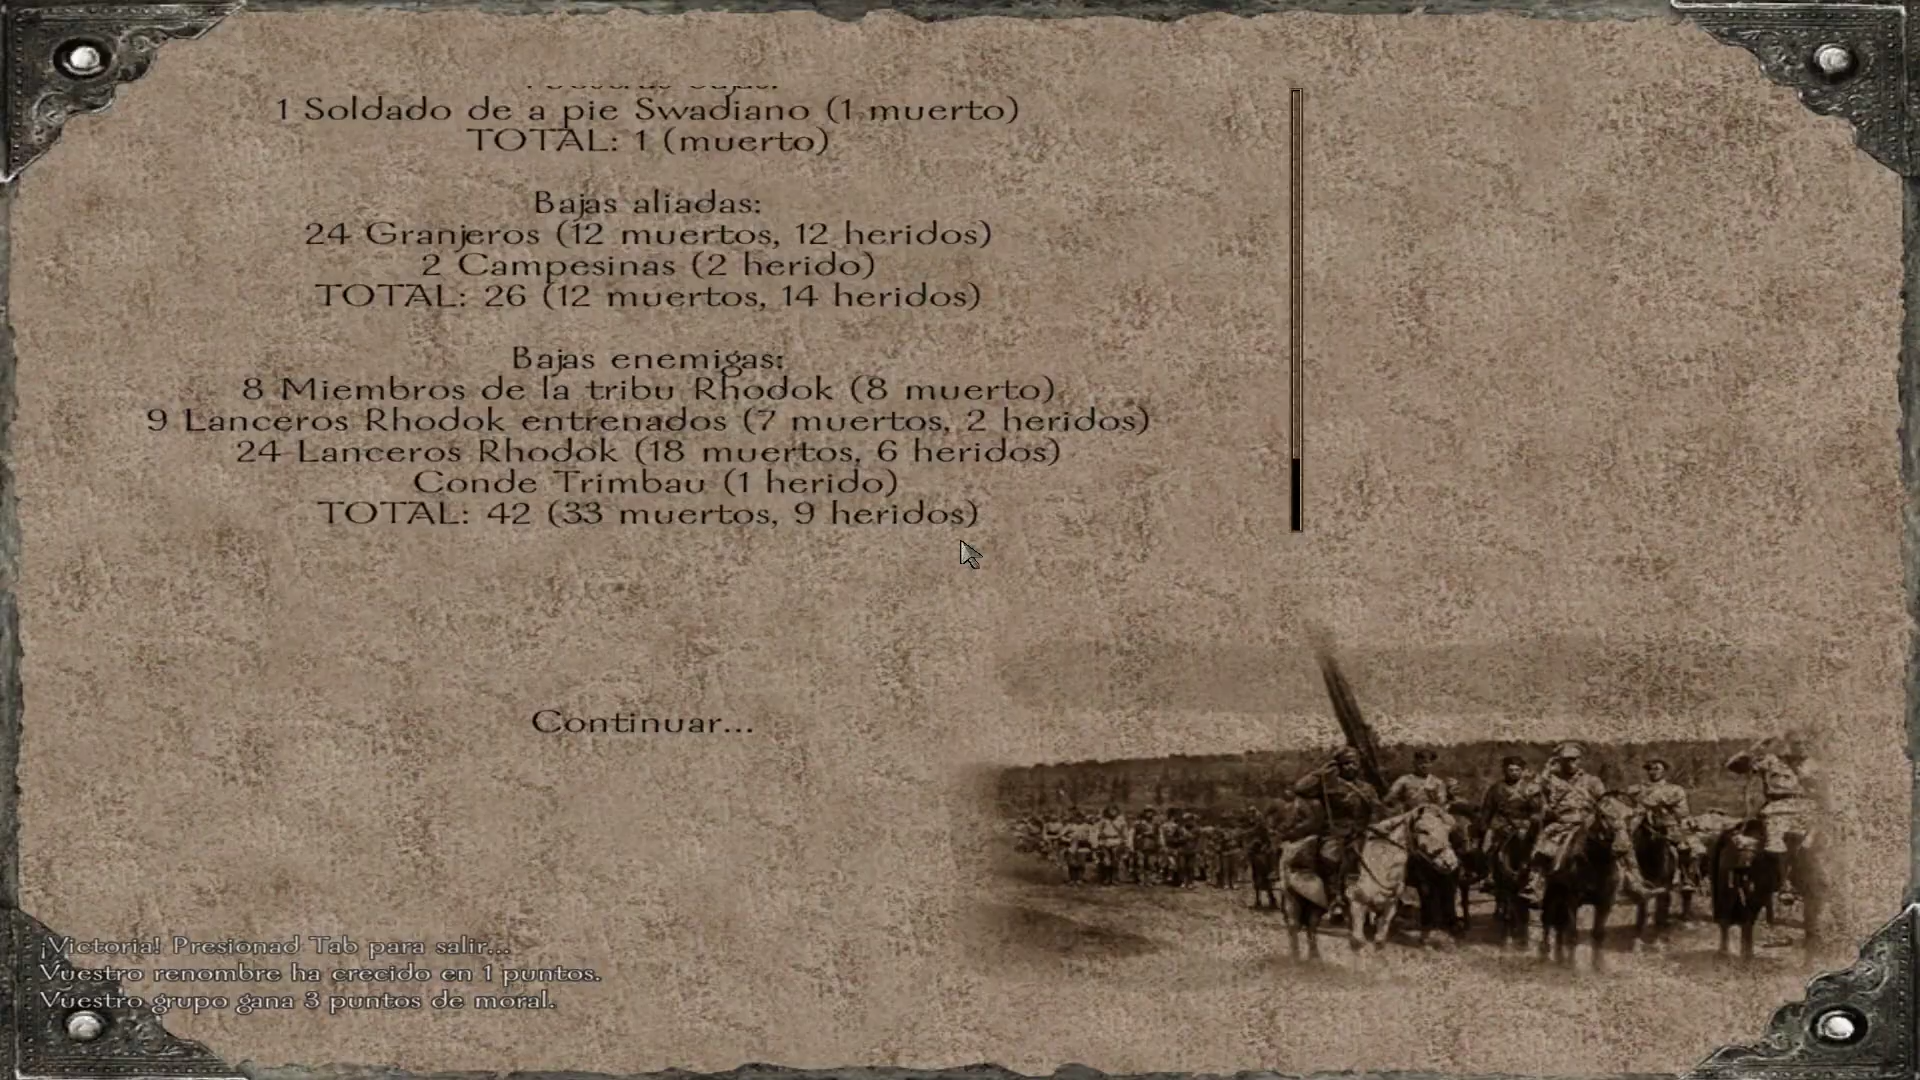 1 Soldado de a pie Swadiano (1 muerto)
TOTAL: 1 (muerto)
Bajas aliadas:
24 Granjeros (12 muertos, 12 heridos)
2 Campesinas (2 herido)
TOTAL: 26 (12 muertos, 14 heridos)
Bajas enemigas:
8 Miembros de la tribu Rhodok (8 muerto)
9 Lanceros Rhodok entrenados (7 muertos, 2 heridos)
24 Lanceros Rhodok (18 muertos, 6 heridos)
Conde Trimbau (1 herido)
TOTAL: 42 (33 muertos, 9 heridos)
Continuar...
¡Victoria! Presionad Tab para salir...
Vuestro renombre ha crecido en 1 puntos.
Vuestro grupo gana 3 puntos de moral.